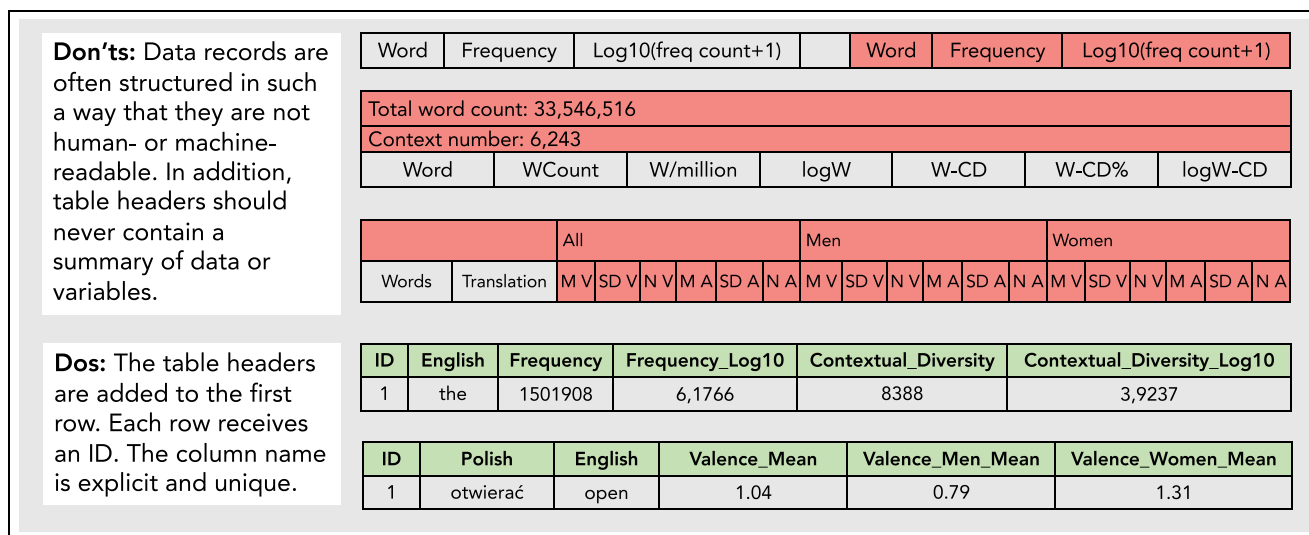 Don'ts: Data records are
often structured in such
a way that they are not
human- or machine-
readable. In addition,
table headers should
never contain a
summary of data or
variables.
Word Frequency Log10(freq count+1) Word Frequency Log10(freq count+1)
Total word count: 33,546,516
Context number: 6,243
Word WCount W/million logW W-CD W-CD% logW-CD
All Men Women
Words Translation M V SD V N V M A SD A N A M V SD V N V M A SD A N A M V SD V N V M A SD A N A
Dos: The table headers
are added to the first
row. Each row receives
an ID. The column name
is explicit and unique.
ID English Frequency Frequency_Log10 Contextual_Diversity Contextual_Diversity_Log10
1 the 1501908 6,1766 8388 3,9237
ID Polish English Valence_Mean Valence_Men_Mean Valence_Women_Mean
1 otwierać open 1.04 0.79 1.31